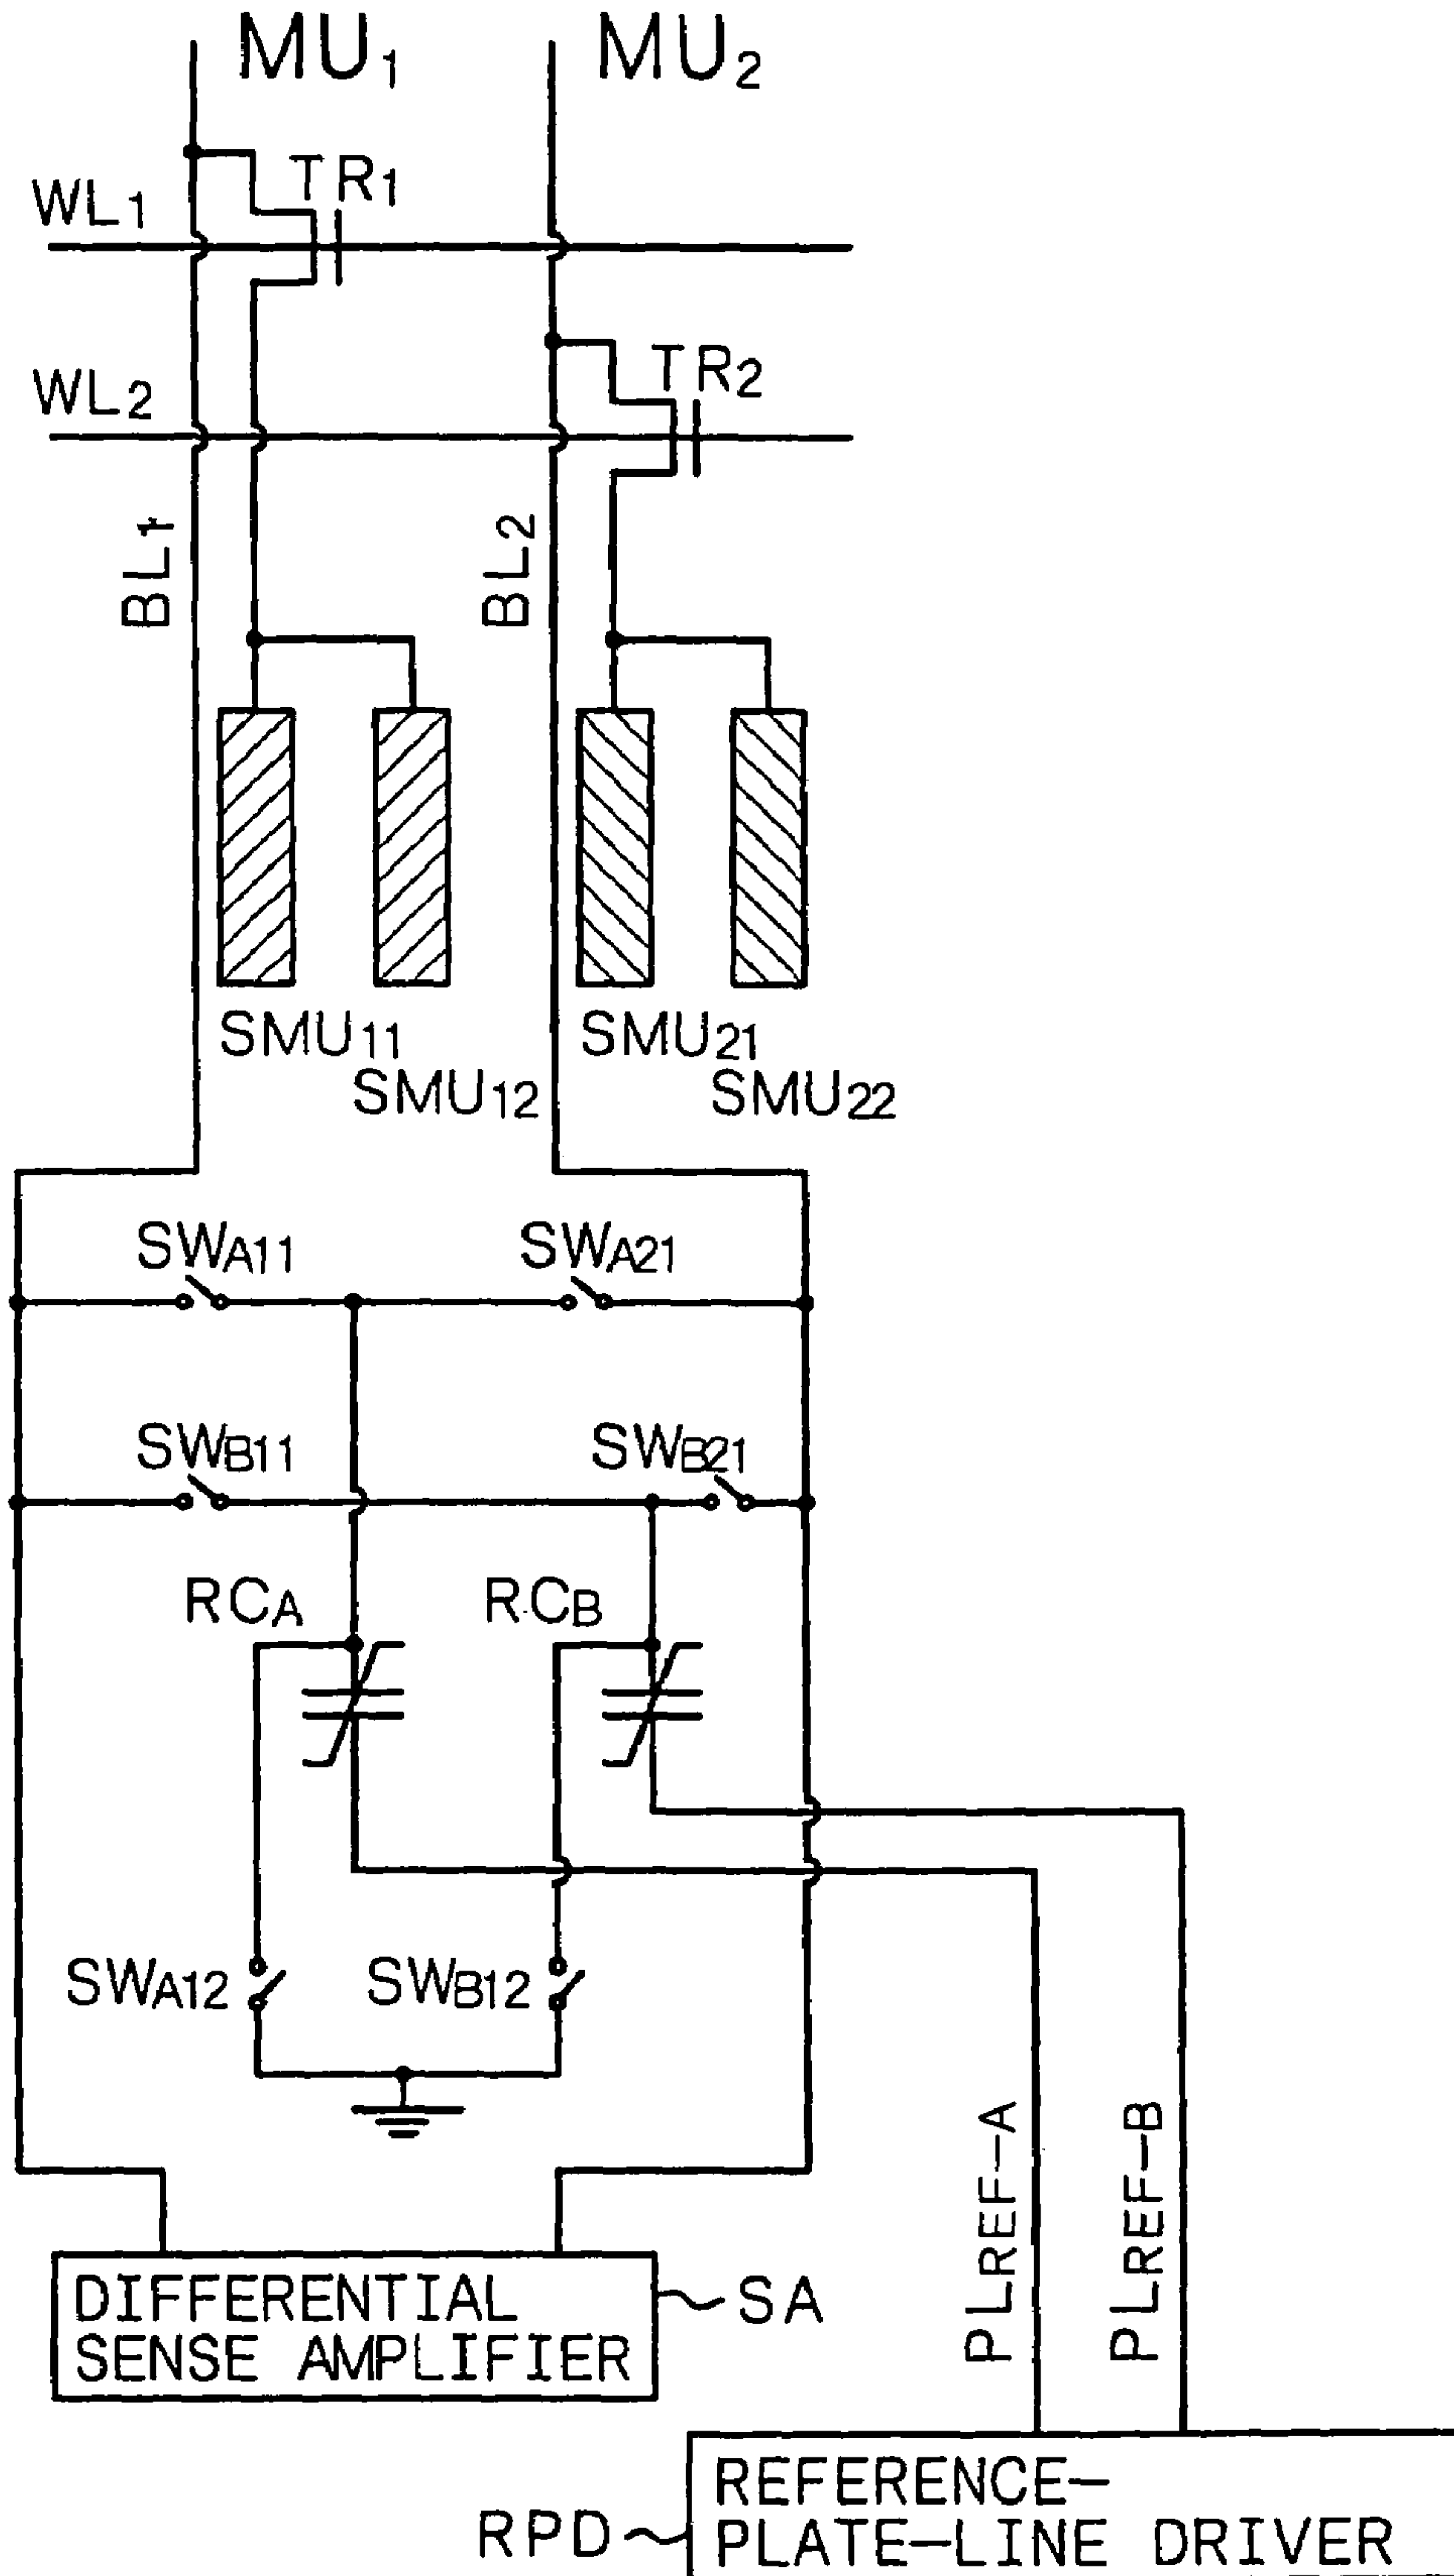 MU1 MU2
TR1
WL1
TR2
WL2
BL1
BL2
SMU11 SMU21
SMU12 SMU22
SWA11 SWA21
SWB11 SWB21
RCA RCB
SWA12 SWB12
PLREF-A
PLREF-B
DIFFERENTIAL
SENSE AMPLIFIER
SA
REFERENCE-
PLATE-LINE DRIVER
RPD